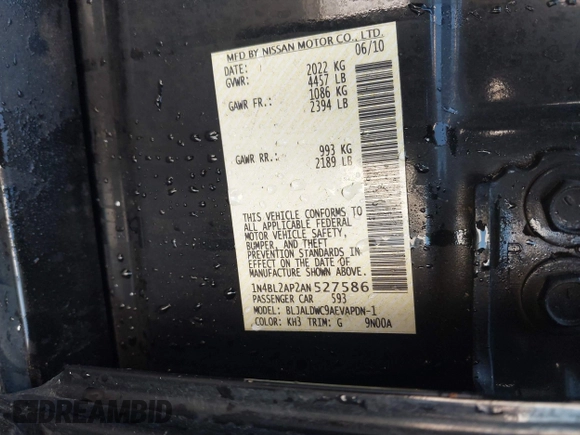 MFD BY NISSAN MOTOR CO., LTD.
DATE: 06/10
GVWR: 2022 KG
4457 LB
GAWR FR.: 1086 KG
2394 LB
GAWR RR.: 993 KG
2189 LB
THIS VEHICLE CONFORMS TO
ALL APPLICABLE FEDERAL
MOTOR VEHICLE SAFETY,
BUMPER, AND THEFT
PREVENTION STANDARDS IN
EFFECT ON THE DATE OF
MANUFACTURE SHOWN ABOVE.
1N4BL2AP2AN527586
PASSENGER CAR 593
MODEL: BLJALDWC9AEVAPDN-1
COLOR: KH3 TRIM: G 9N00A
DREAMBID